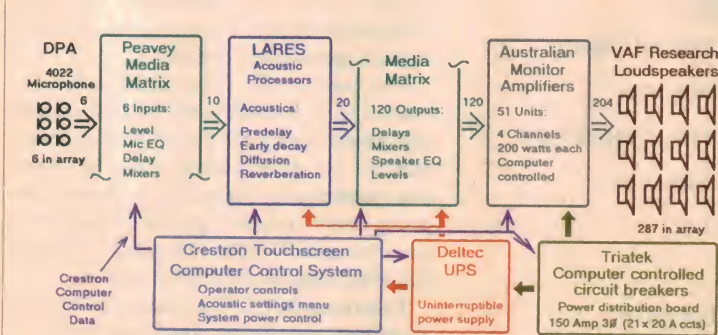 DPA
4022
Microphone
6
6 in array
Peavey
Media
Matrix
6 Inputs:
Level
Mic EQ
Delay
Mixers
10
LARES
Acoustic
Processors
Acoustics:
Predelay
Early decay
Diffusion
Reverberation
20
Media
Matrix
120 Outputs:
Delays
Mixers
Speaker EQ
Levels
120
Australian
Monitor
Amplifiers
51 Units:
4 Channels
200 watts each
Computer
controlled
204
VAF Research
Loudspeakers
287 in array
Crestron
Computer
Control
Data
Crestron Touchscreen
Computer Control System
Operator controls
Acoustic settings menu
System power control
Deltec
UPS
Uninterruptible
power supply
Triatek
Computer controlled
circuit breakers
Power distribution board
150 Amp 3Ø (21 x 20 A ccts)